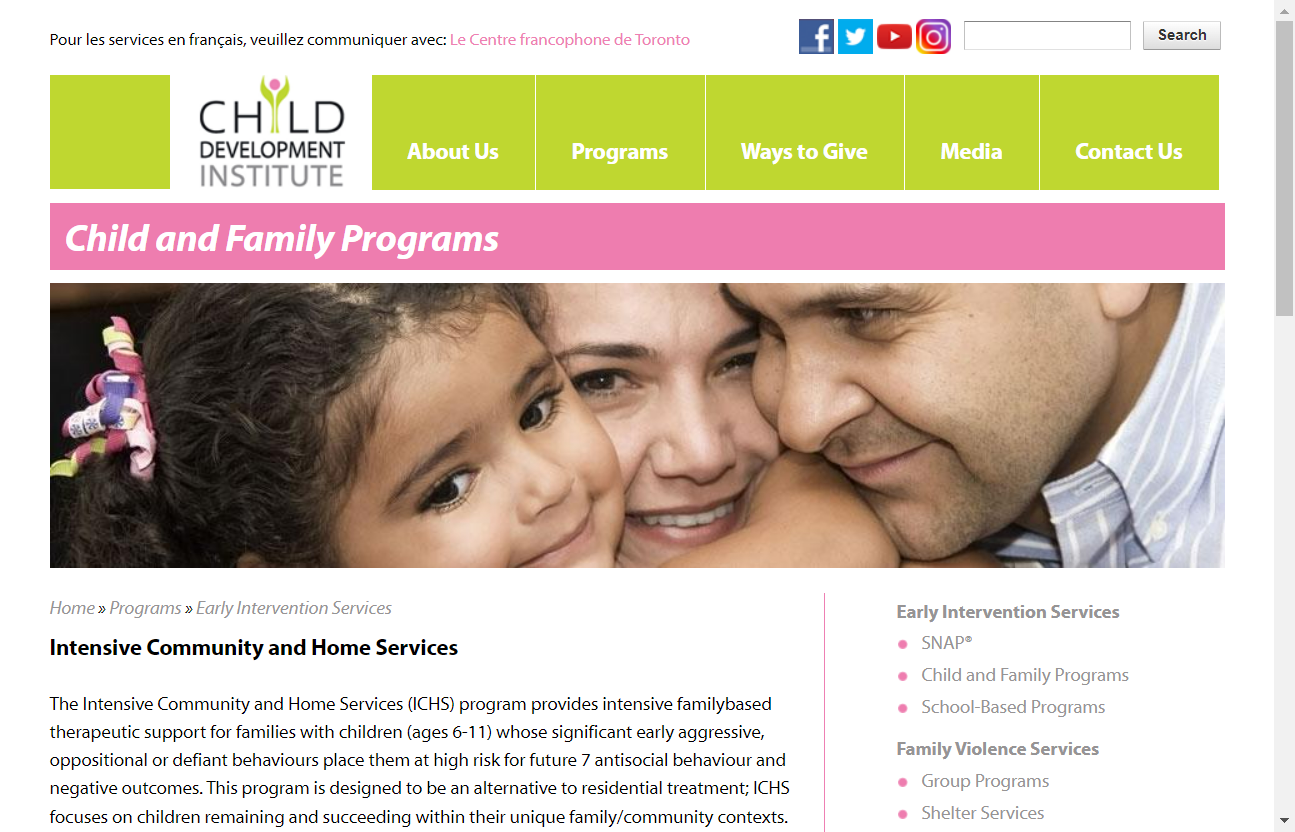 Pour les services en français, veuillez communiquer avec: Le Centre francophone de Toronto
Search
CHILD
DEVELOPMENT
INSTITUTE
About Us
Programs
Ways to Give
Media
Contact Us
Child and Family Programs
Home » Programs » Early Intervention Services
Intensive Community and Home Services
The Intensive Community and Home Services (ICHS) program provides intensive familybased
therapeutic support for families with children (ages 6-11) whose significant early aggressive,
oppositional or defiant behaviours place them at high risk for future 7 antisocial behaviour and
negative outcomes. This program is designed to be an alternative to residential treatment; ICHS
focuses on children remaining and succeeding within their unique family/community contexts.
Early Intervention Services
SNAP®
Child and Family Programs
School-Based Programs
Family Violence Services
Group Programs
Shelter Services